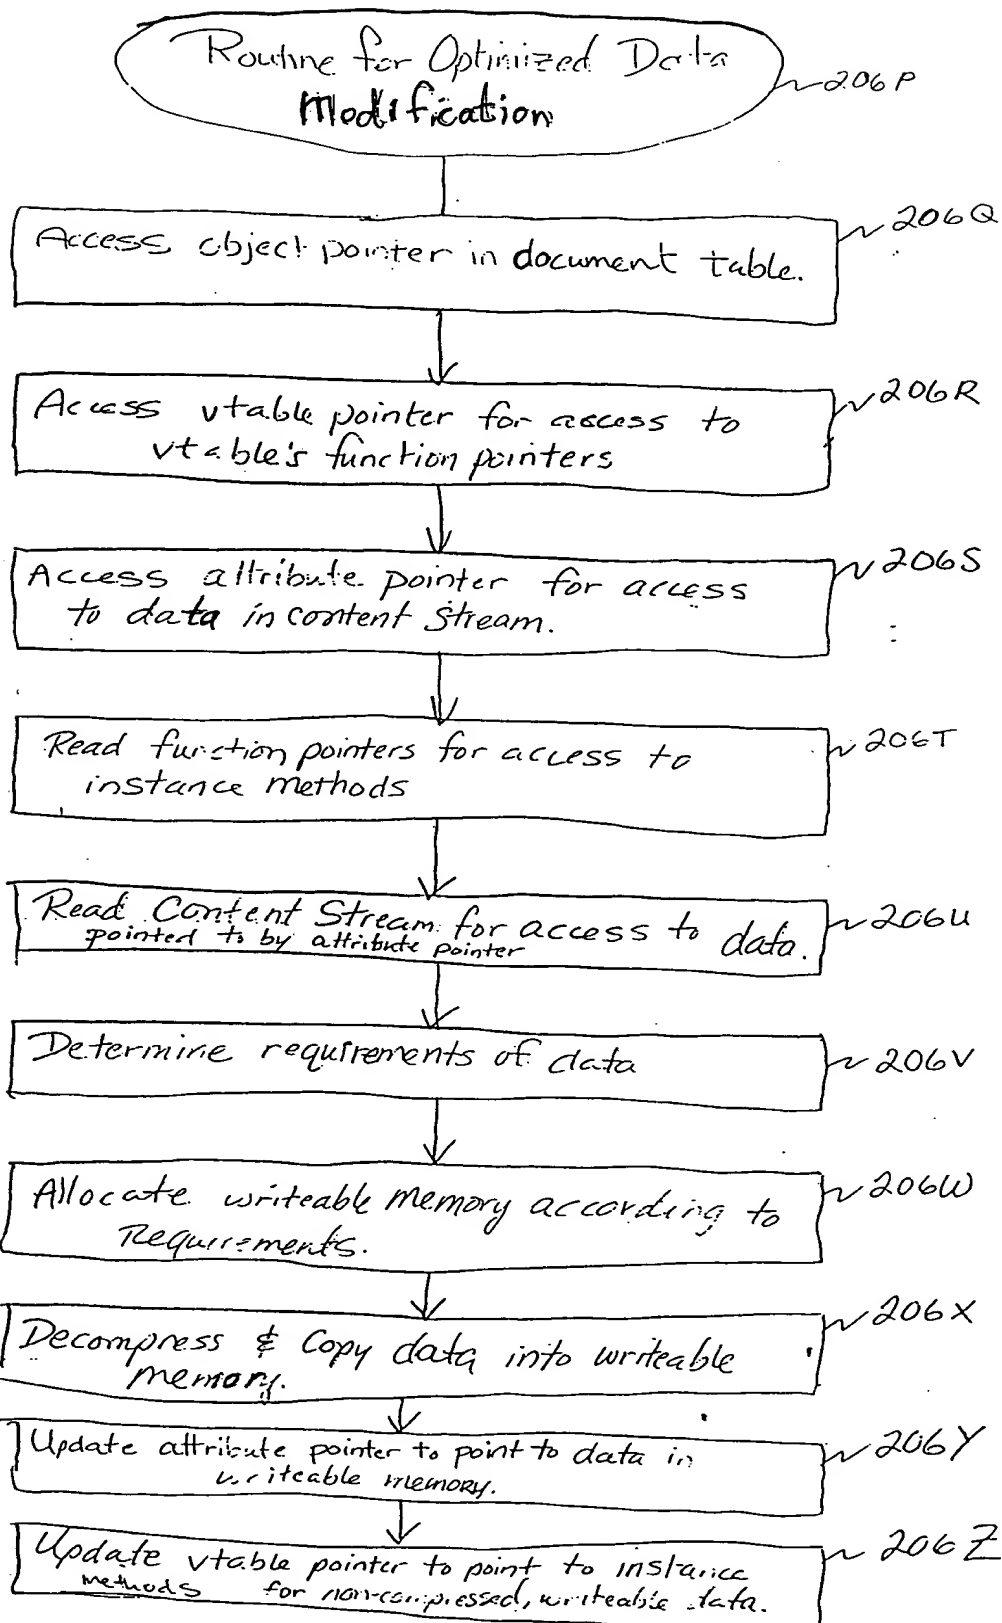 Routine for Optimized Data
Modification
206P
Access object pointer in document table.
206Q
Access vtable pointer for access to
vtable's function pointers
206R
Access attribute pointer for access
to data in content stream.
206S
Read function pointers for access to
instance methods
206T
Read Content Stream for access to data.
pointed to by attribute pointer
206U
Determine requirements of data
206V
Allocate writeable memory according to
Requirements.
206W
Decompress & Copy data into writeable
memory.
206X
Update attribute pointer to point to data in
writeable memory.
206Y
Update vtable pointer to point to instance
methods for non-compressed, writeable data.
206Z